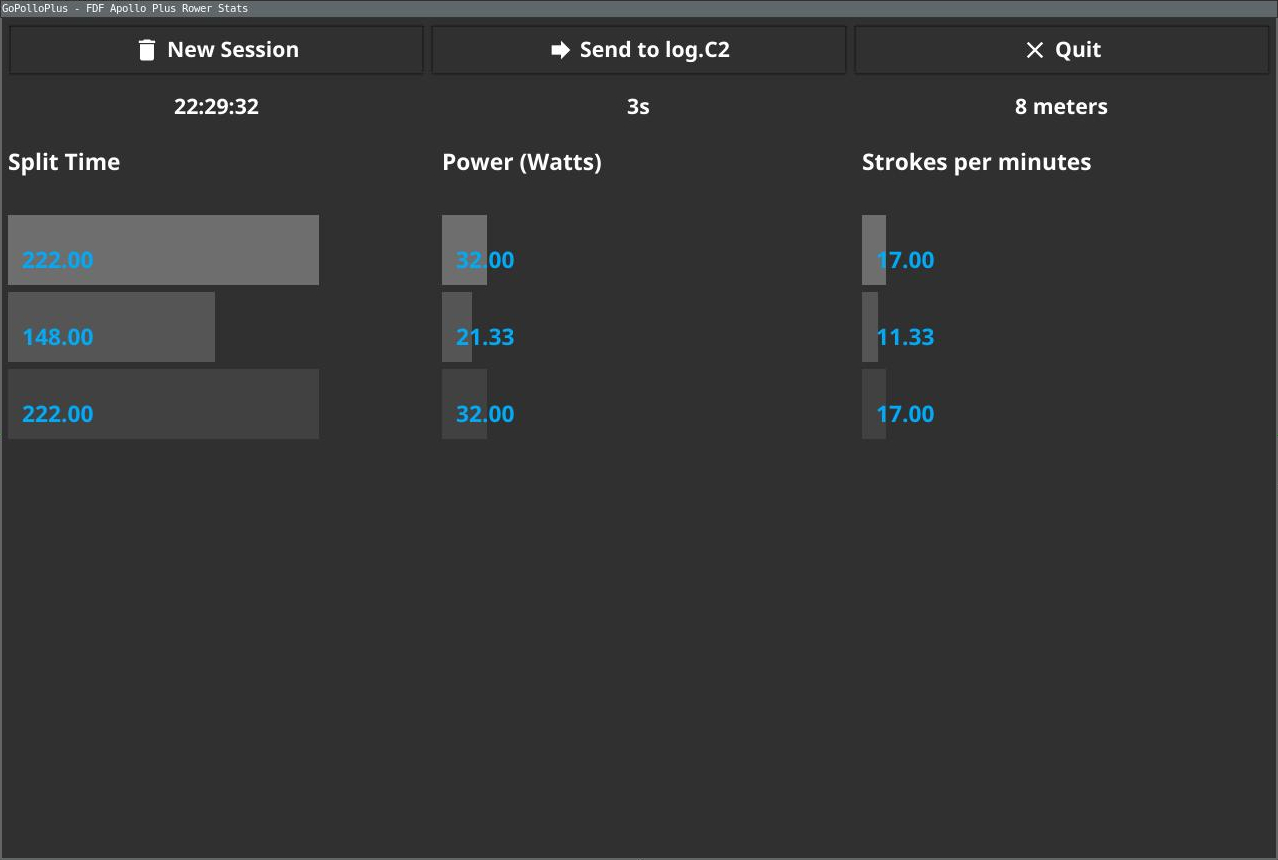 GoPolloPlus - FDF Apollo Plus Rower Stats
New Session Send to log.C2 Quit
22:29:32 3s 8 meters
Split Time Power (Watts) Strokes per minutes
222.00 32.00 17.00
148.00 21.33 11.33
222.00 32.00 17.00